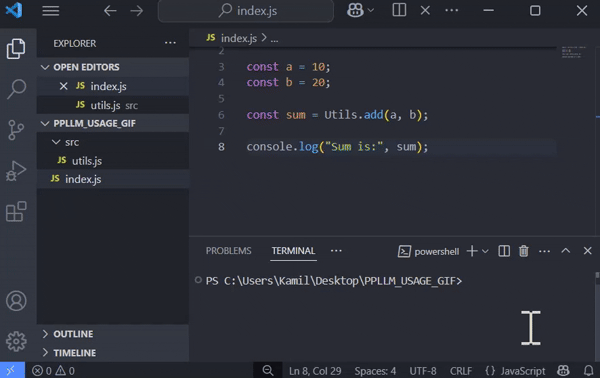 index.js
EXPLORER
OPEN EDITORS
JS index.js
JS utils.js src
PPLLM_USAGE_GIF
src
JS utils.js
JS index.js
OUTLINE
TIMELINE
JS index.js > ...
2
3 const a = 10;
4 const b = 20;
5
6 const sum = Utils.add(a, b);
7
8 console.log("Sum is:", sum);
PROBLEMS TERMINAL ... powershell
PS C:\Users\Kamil\Desktop\PPLLM_USAGE_GIF>
0 0 Ln 8, Col 29 Spaces: 4 UTF-8 CRLF {} JavaScript